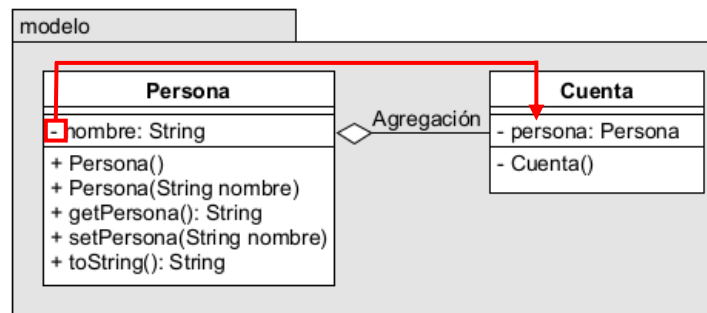 modelo
Persona
- nombre: String
+ Persona()
+ Persona(String nombre)
+ getPersona(): String
+ setPersona(String nombre)
+ toString(): String
Agregación
Cuenta
- persona: Persona
- Cuenta()